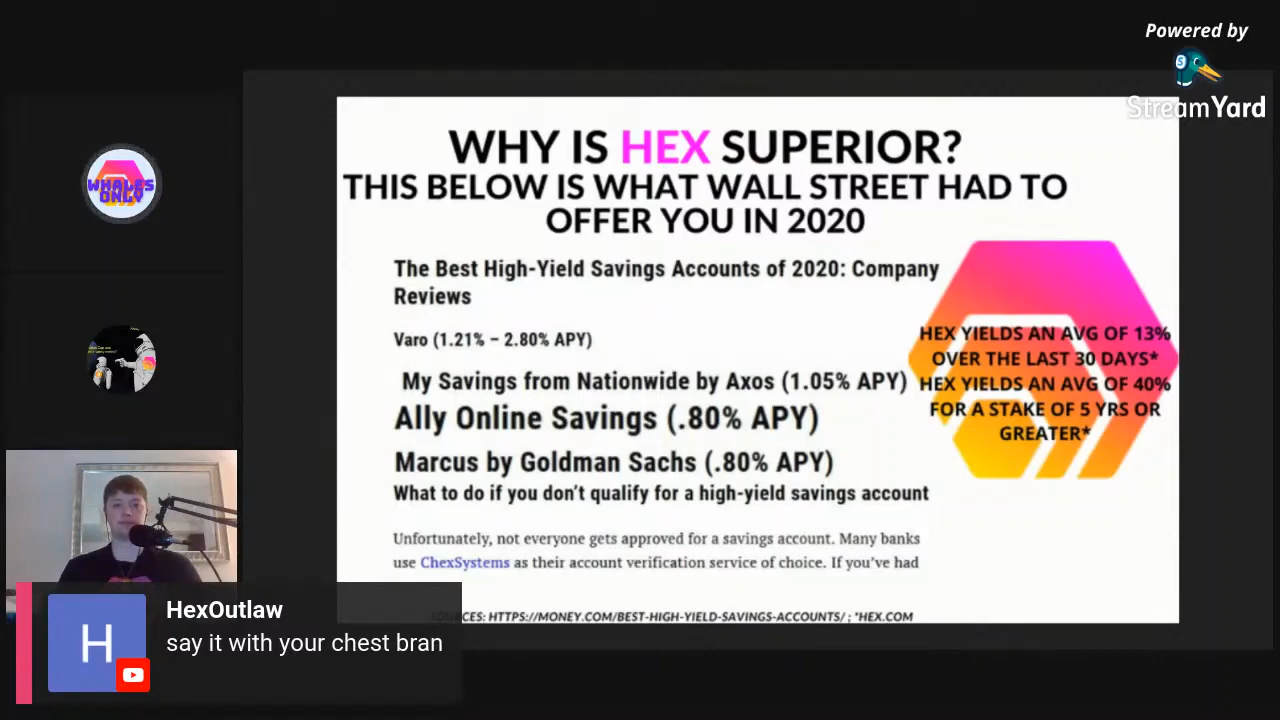 Powered by
StreamYard
WHALES
ONLY
WHY IS HEX SUPERIOR?
THIS BELOW IS WHAT WALL STREET HAD TO
OFFER YOU IN 2020
The Best High-Yield Savings Accounts of 2020: Company
Reviews
Varo (1.21% – 2.80% APY)
My Savings from Nationwide by Axos (1.05% APY)
Ally Online Savings (.80% APY)
Marcus by Goldman Sachs (.80% APY)
What to do if you don't qualify for a high-yield savings account
Unfortunately, not everyone gets approved for a savings account. Many banks
use ChexSystems as their account verification service of choice. If you've had
HEX YIELDS AN AVG OF 13%
OVER THE LAST 30 DAYS*
HEX YIELDS AN AVG OF 40%
FOR A STAKE OF 5 YRS OR
GREATER*
HTTPS://MONEY.COM/BEST-HIGH-YIELD-SAVINGS-ACCOUNTS/ ; *HEX.COM
H
HexOutlaw
say it with your chest bran